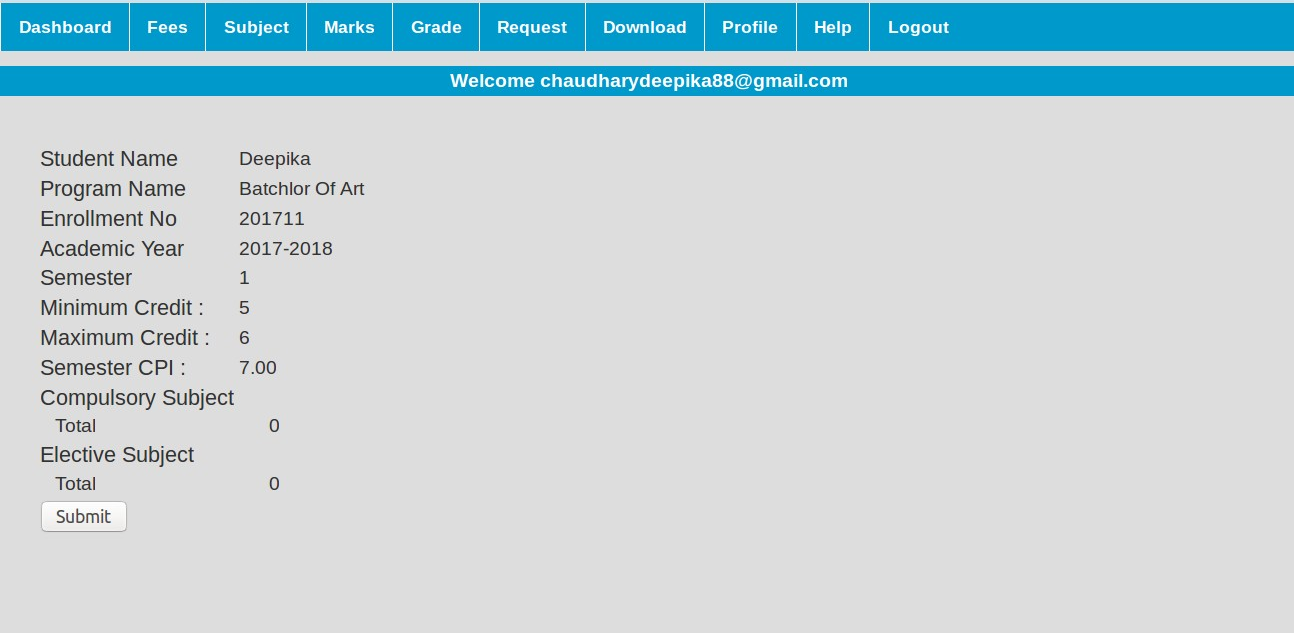 Dashboard Fees Subject Marks Grade Request Download Profile Help Logout
Welcome chaudharydeepika88@gmail.com
Student Name Deepika
Program Name Batchlor Of Art
Enrollment No 201711
Academic Year 2017-2018
Semester 1
Minimum Credit : 5
Maximum Credit : 6
Semester CPI : 7.00
Compulsory Subject
Total 0
Elective Subject
Total 0
Submit